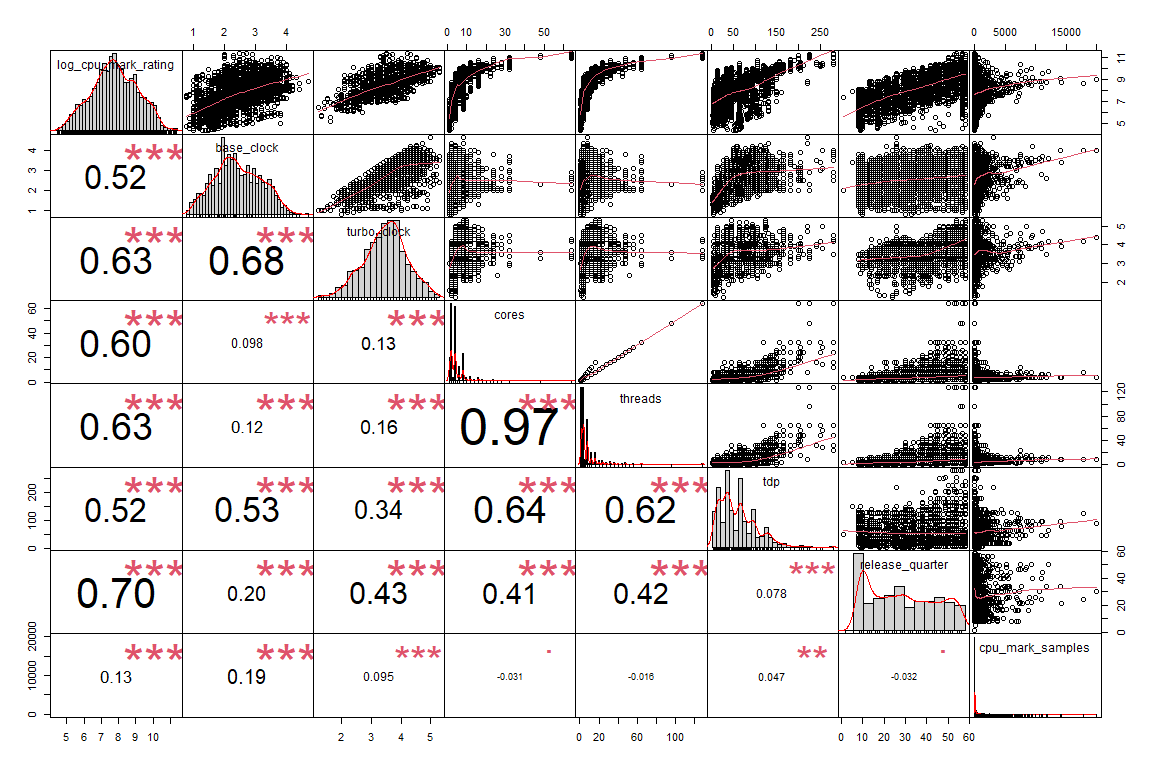 1 2 3 4
0 10 30 50
0 50 150 250
0 5000 15000
log_cpu_mark_rating
5 7 9 11
*** 0.52
base_clock
1 2 3 4
*** 0.63
*** 0.68
turbo_clock
2 3 4 5
*** 0.60
*** 0.098
*** 0.13
cores
0 20 40 60
*** 0.63
*** 0.12
*** 0.16
*** 0.97
threads
0 40 80 120
*** 0.52
*** 0.53
*** 0.34
*** 0.64
*** 0.62
tdp
0 100 200
*** 0.70
*** 0.20
*** 0.43
*** 0.41
*** 0.42
*** 0.078
release_quarter
0 20 40 60
*** 0.13
*** 0.19
*** 0.095
. -0.031
-0.016
** 0.047
. -0.032
cpu_mark_samples
0 10000 20000
5 6 7 8 9 10
2 3 4 5
0 20 40 60 100
0 10 20 30 40 50 60